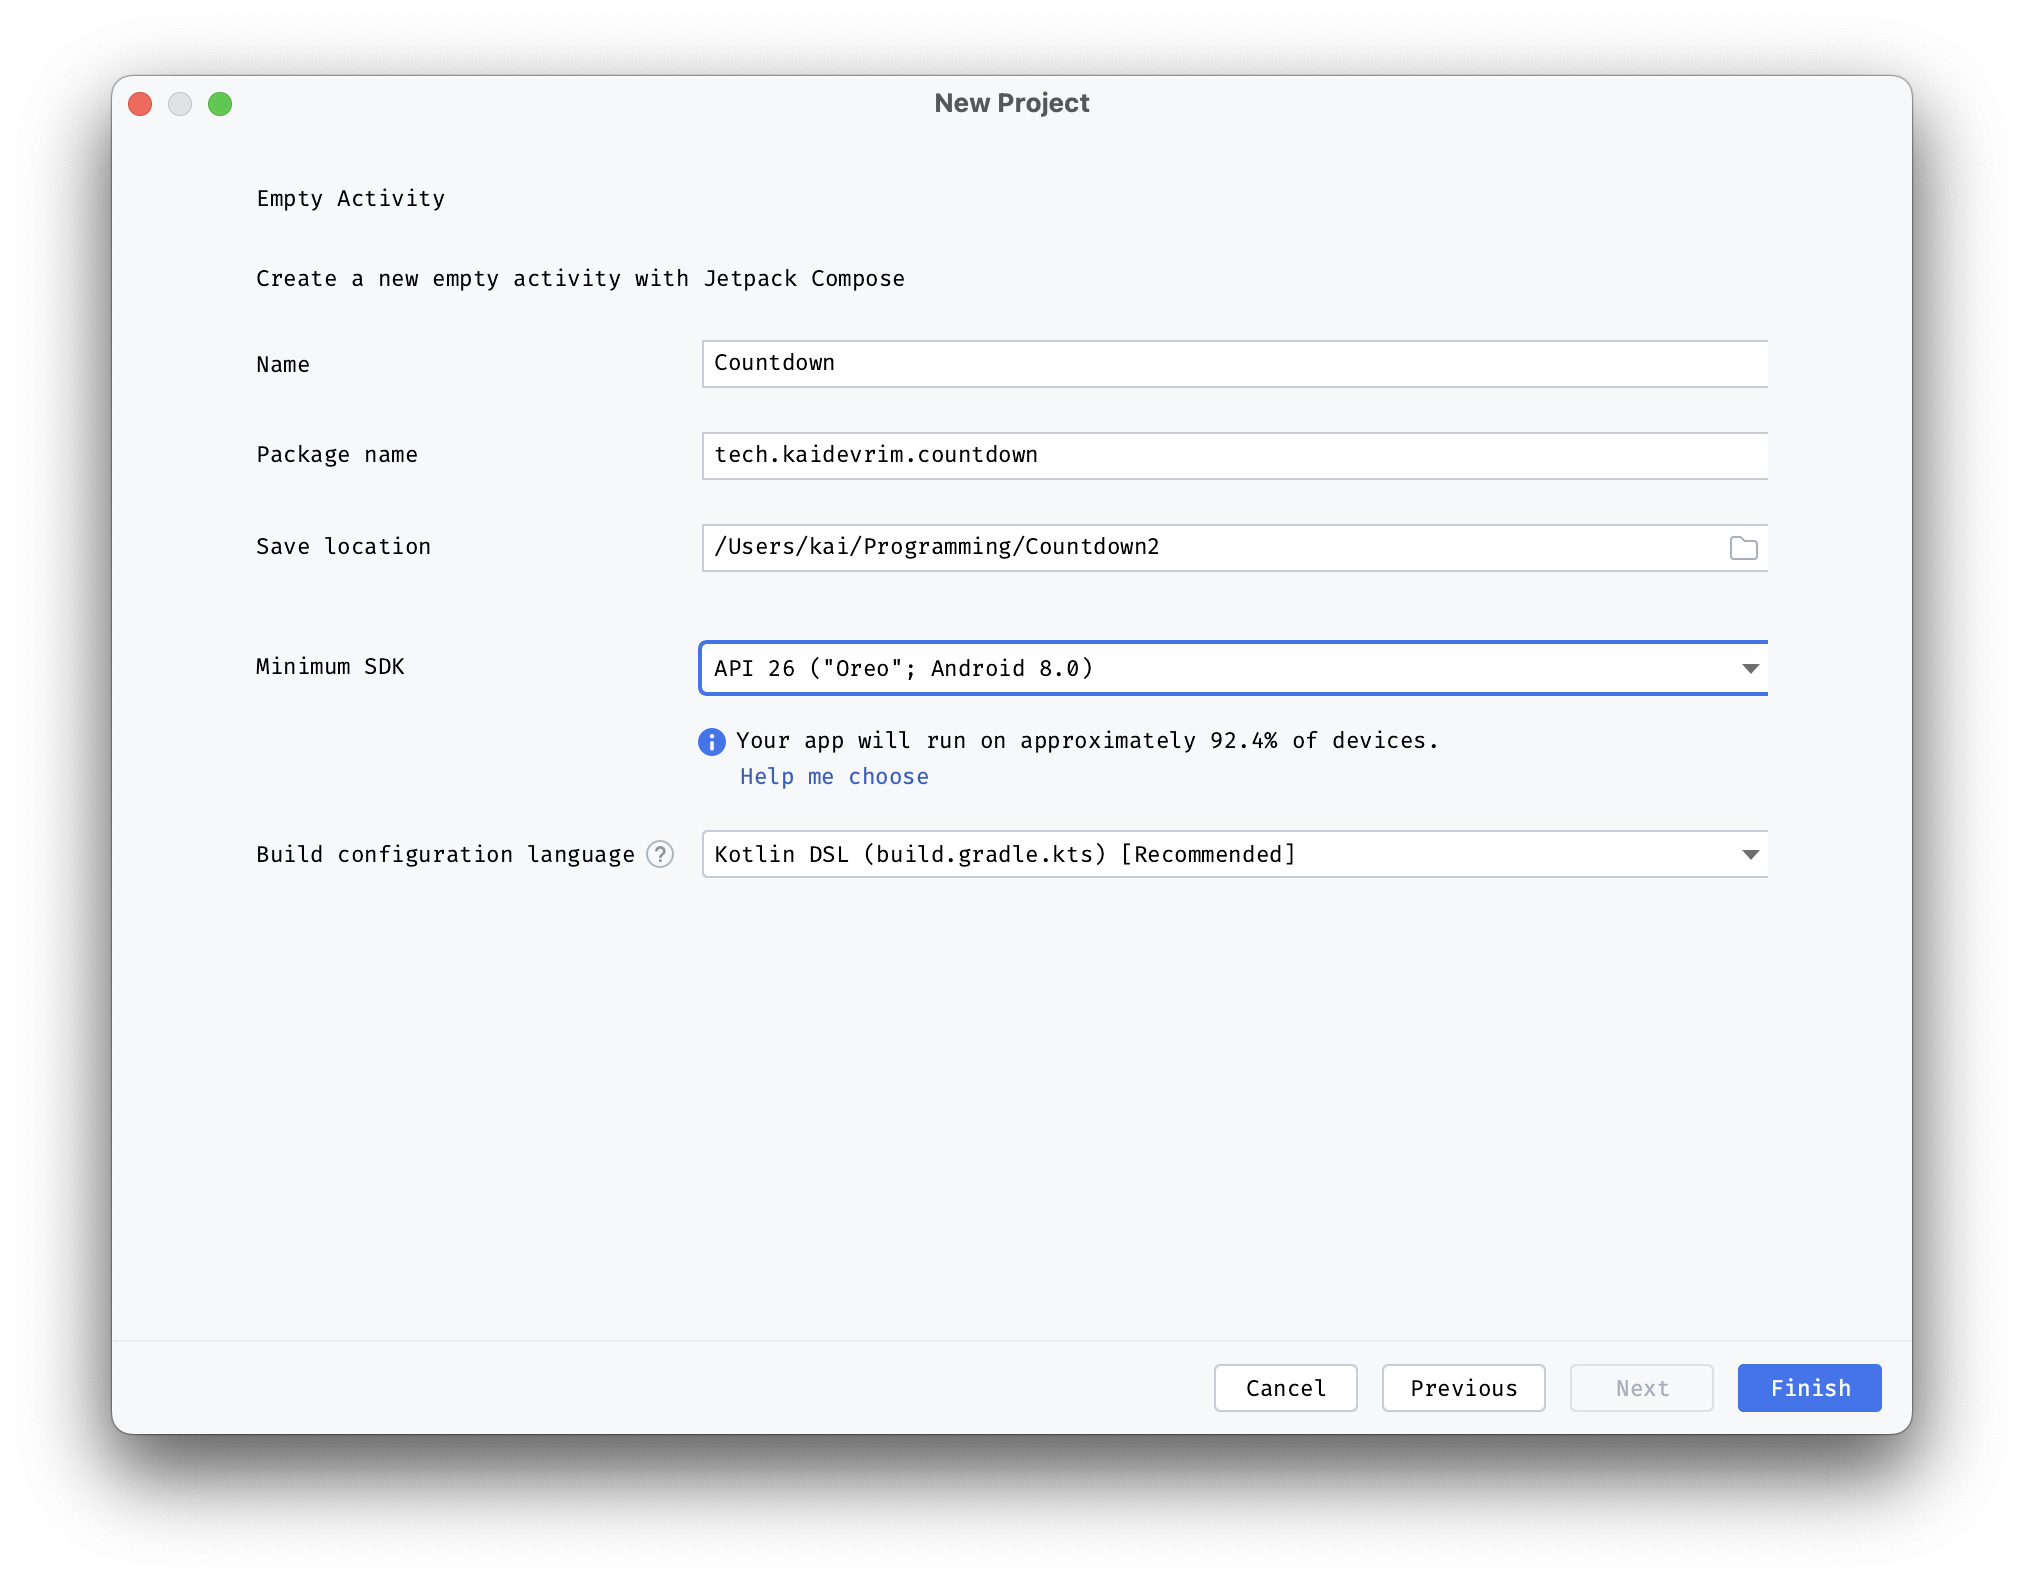 New Project
Empty Activity
Create a new empty activity with Jetpack Compose
Name
Countdown
Package name
tech.kaidevrim.countdown
Save location
/Users/kai/Programming/Countdown2
Minimum SDK
API 26 ("Oreo"; Android 8.0)
Your app will run on approximately 92.4% of devices.
Help me choose
Build configuration language ?
Kotlin DSL (build.gradle.kts) [Recommended]
Cancel
Previous
Next
Finish